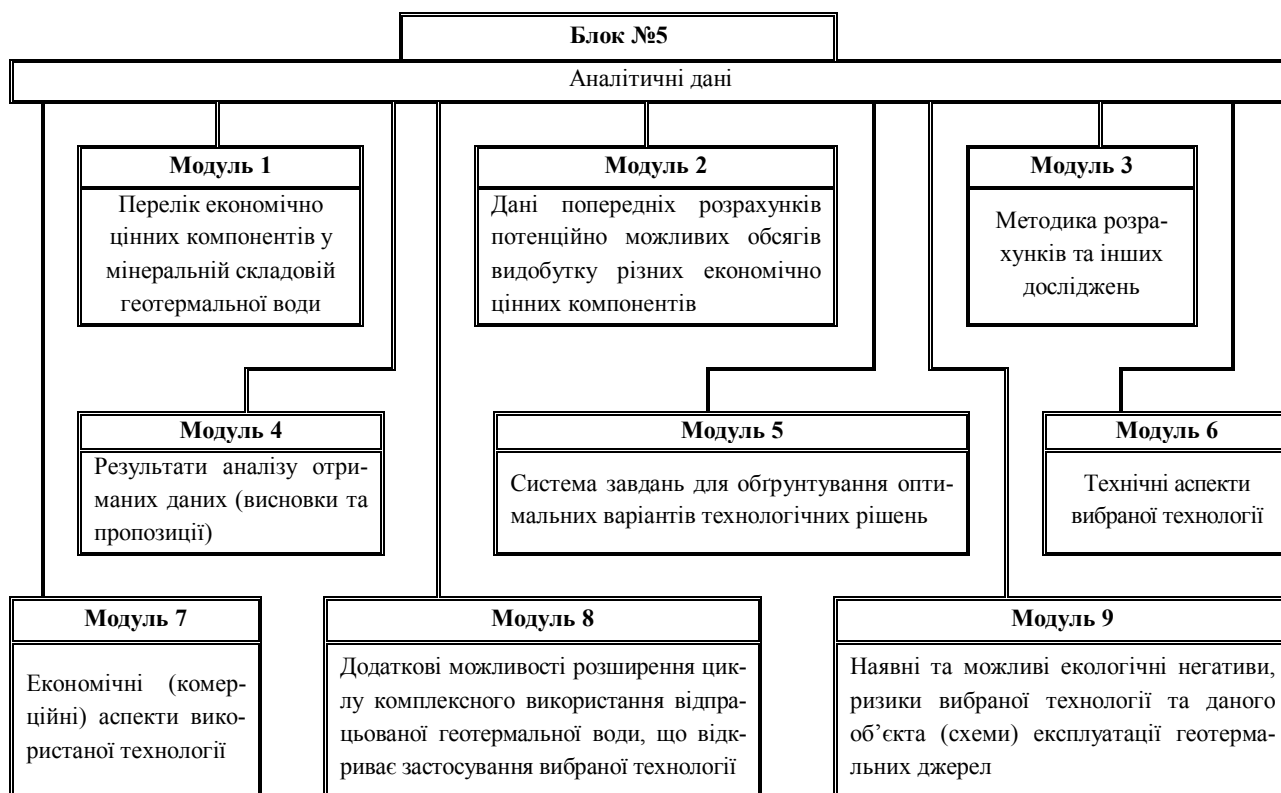 Блок №5
Аналітичні дані
Модуль 1
Перелік економічно
цінних компонентів у
мінеральній складовій
геотермальної води
Модуль 2
Дані попередніх розрахунків
потенційно можливих обсягів
видобутку різних економічно
цінних компонентів
Модуль 3
Методика розра-
хунків та інших
досліджень
Модуль 4
Результати аналізу отри-
маних даних (висновки та
пропозиції)
Модуль 5
Система завдань для обґрунтування опти-
мальних варіантів технологічних рішень
Модуль 6
Технічні аспекти
вибраної технології
Модуль 7
Економічні (комер-
ційні) аспекти вико-
ристаної технології
Модуль 8
Додаткові можливості розширення цик-
лу комплексного використання відпра-
цьованої геотермальної води, що відк-
риває застосування вибраної технології
Модуль 9
Наявні та можливі екологічні негативи,
ризики вибраної технології та даного
об’єкта (схеми) експлуатації геотерма-
льних джерел